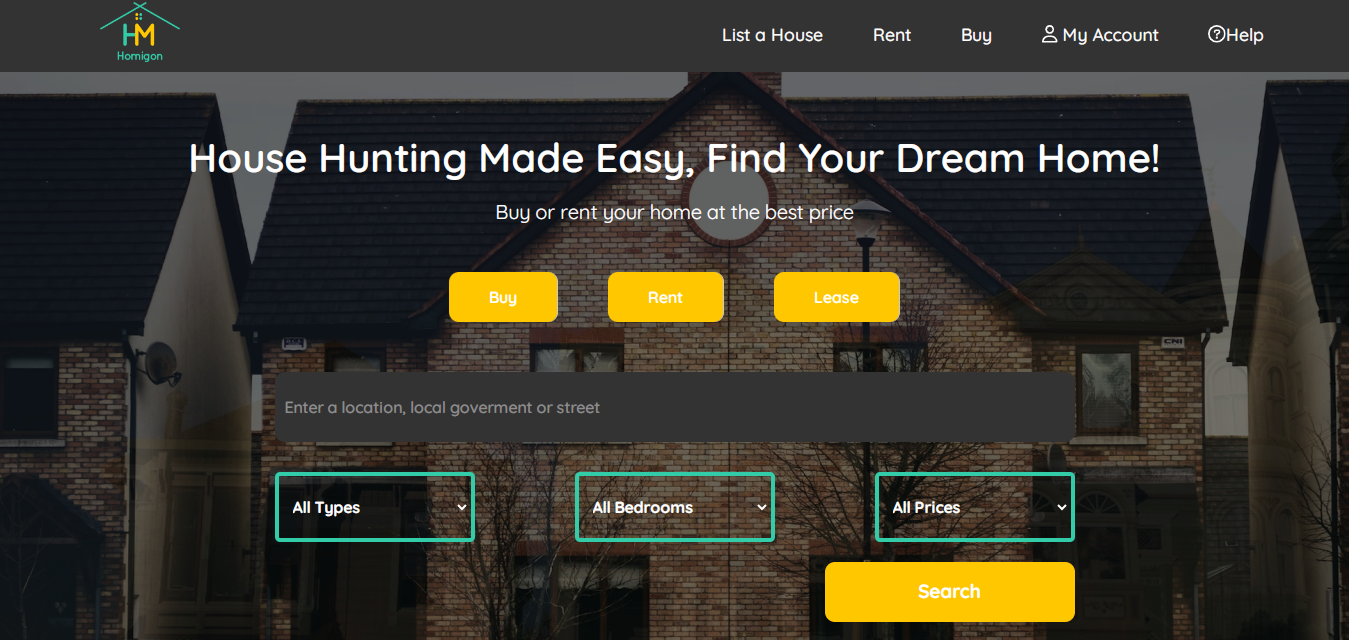 HM
Homigon
List a House
Rent
Buy
My Account
Help
House Hunting Made Easy, Find Your Dream Home!
Buy or rent your home at the best price
Buy
Rent
Lease
CNI
Enter a location, local goverment or street
All Types
All Bedrooms
All Prices
Search